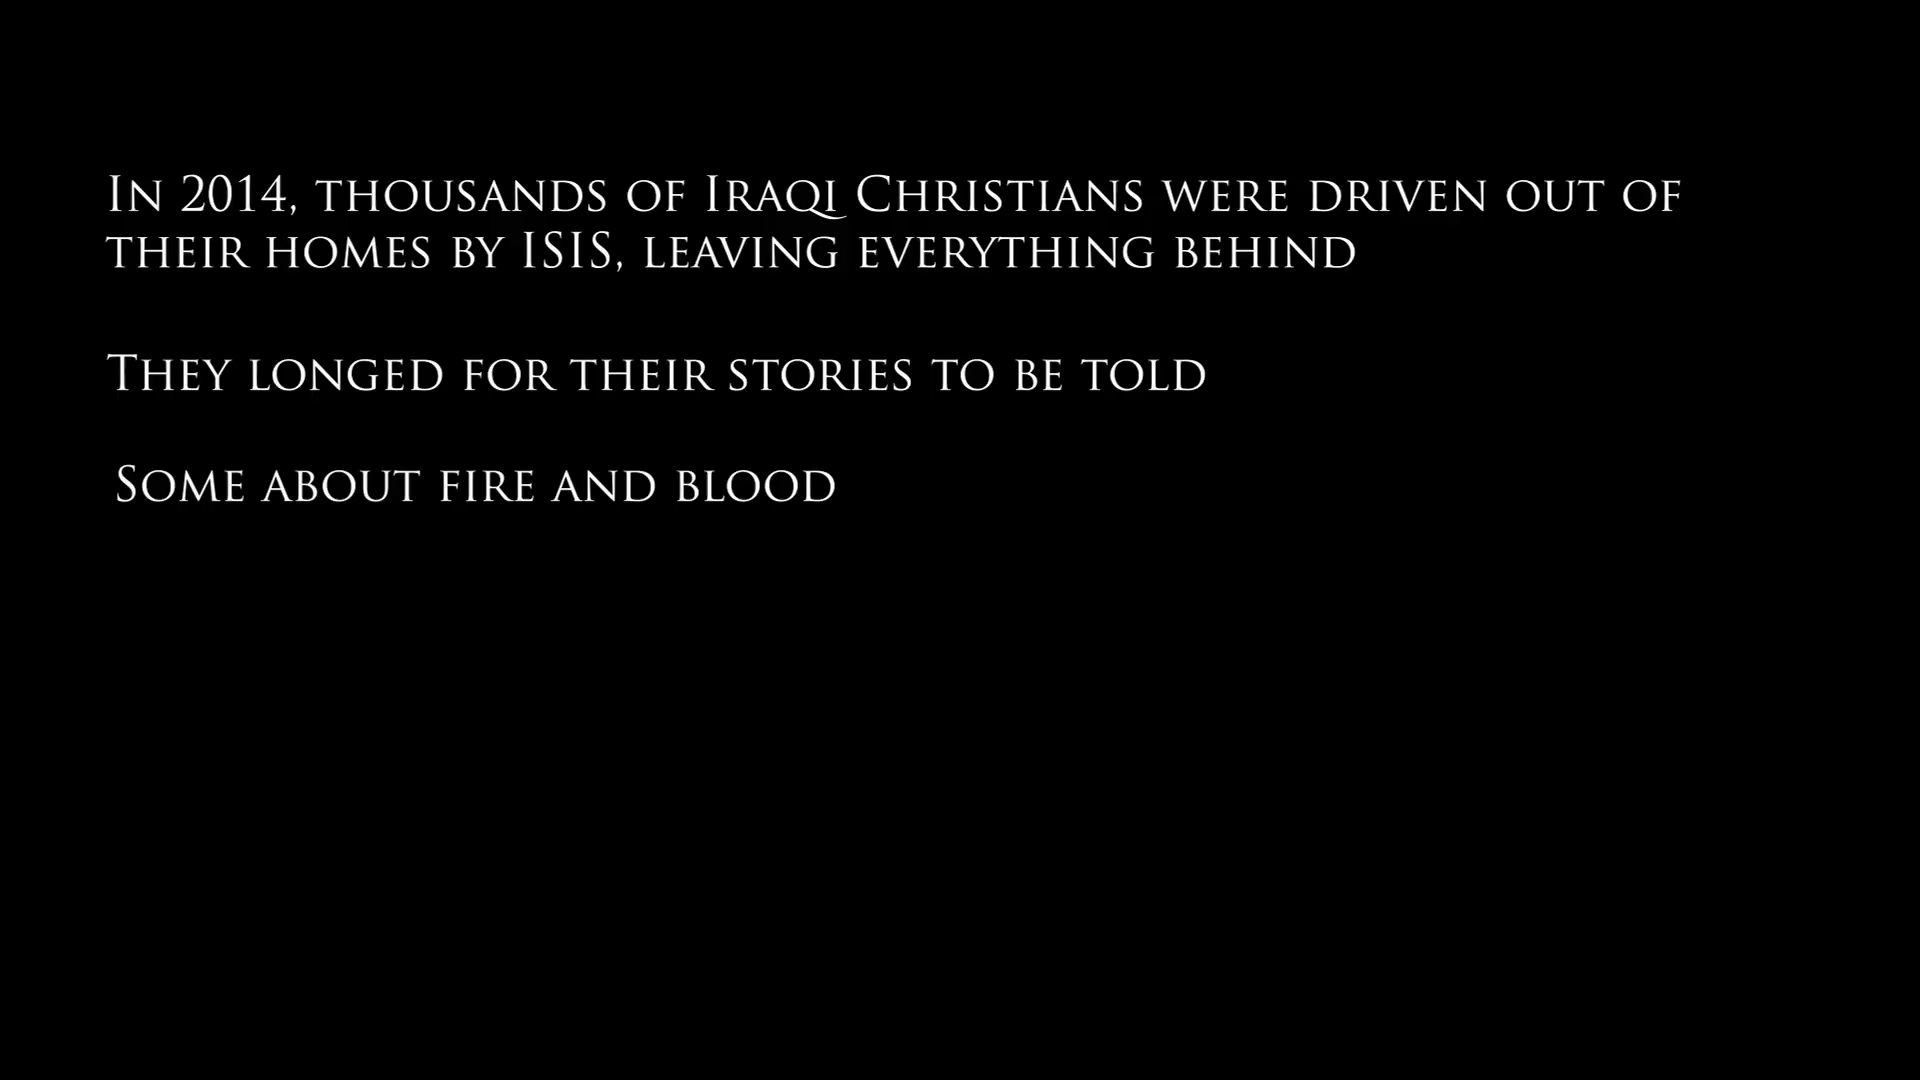 In 2014, thousands of Iraqi Christians were driven out of
their homes by ISIS, leaving everything behind
They longed for their stories to be told
Some about fire and blood